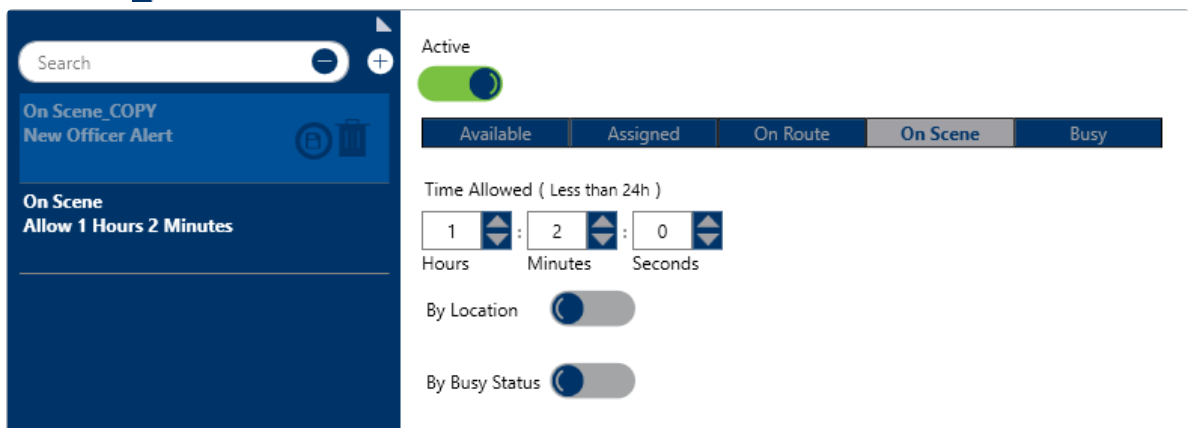 Search
On Scene_COPY
New Officer Alert
On Scene
Allow 1 Hours 2 Minutes
Active
Available Assigned On Route On Scene Busy
Time Allowed ( Less than 24h )
1 : 2 : 0
Hours Minutes Seconds
By Location
By Busy Status